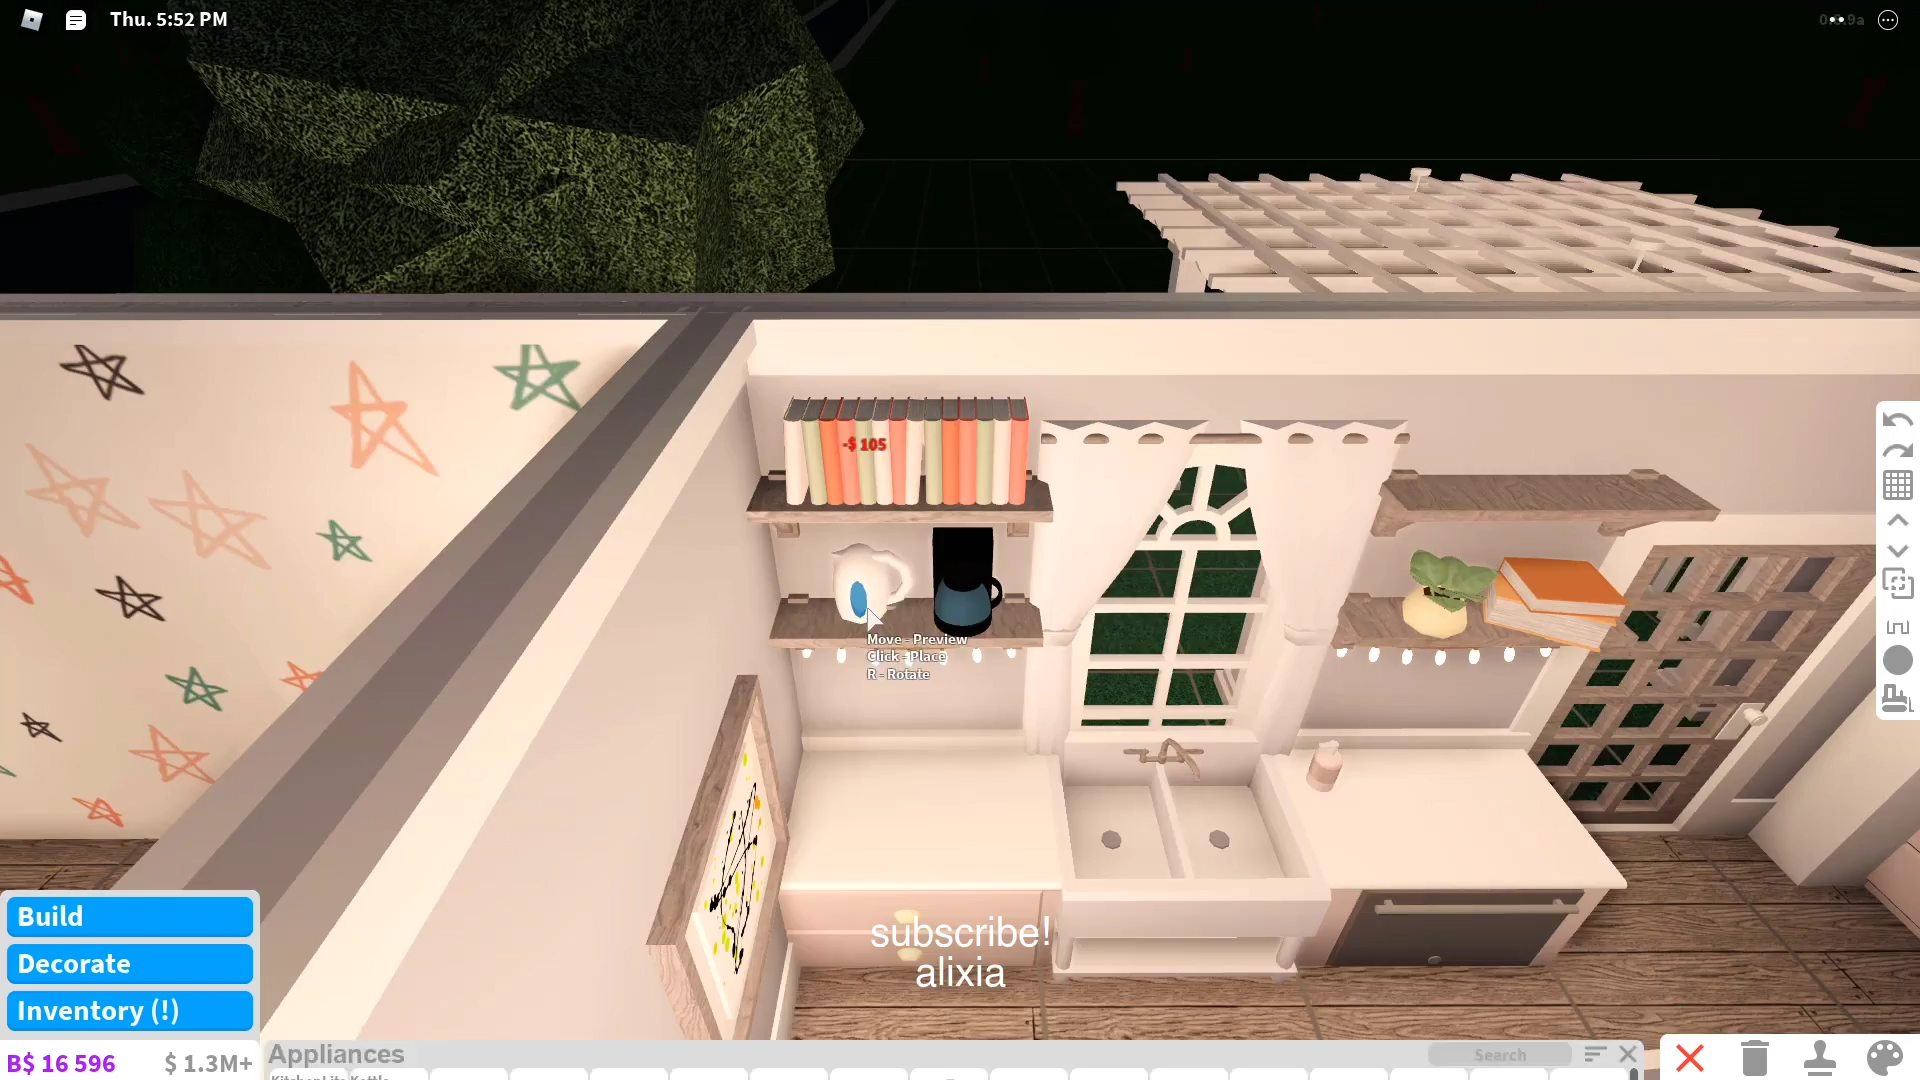 Thu. 5:52 PM
-$ 105
Move - Preview
Click - Place
R - Rotate
subscribe!
alixia
Build
Decorate
Inventory (!)
B$ 16 596
$ 1.3M+
Appliances
Search